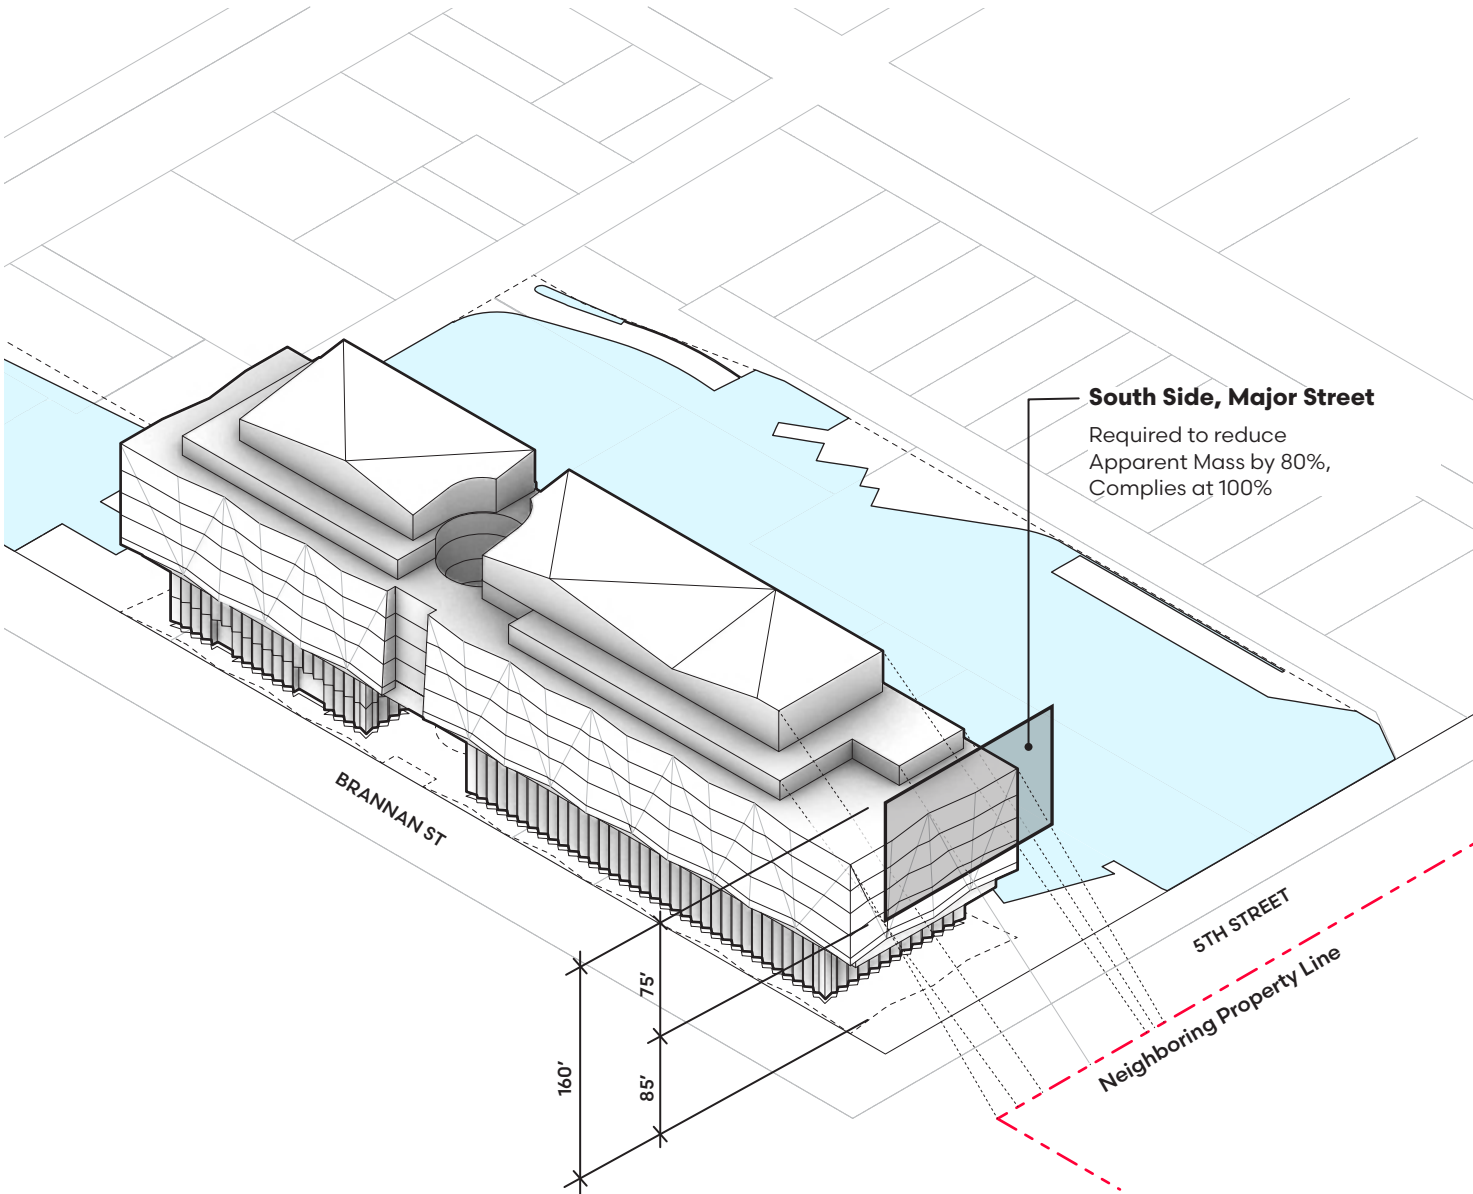 South Side, Major Street
Required to reduce
Apparent Mass by 80%,
Complies at 100%
BRANNAN ST
5TH STREET
Neighboring Property Line
75’
160’
85’